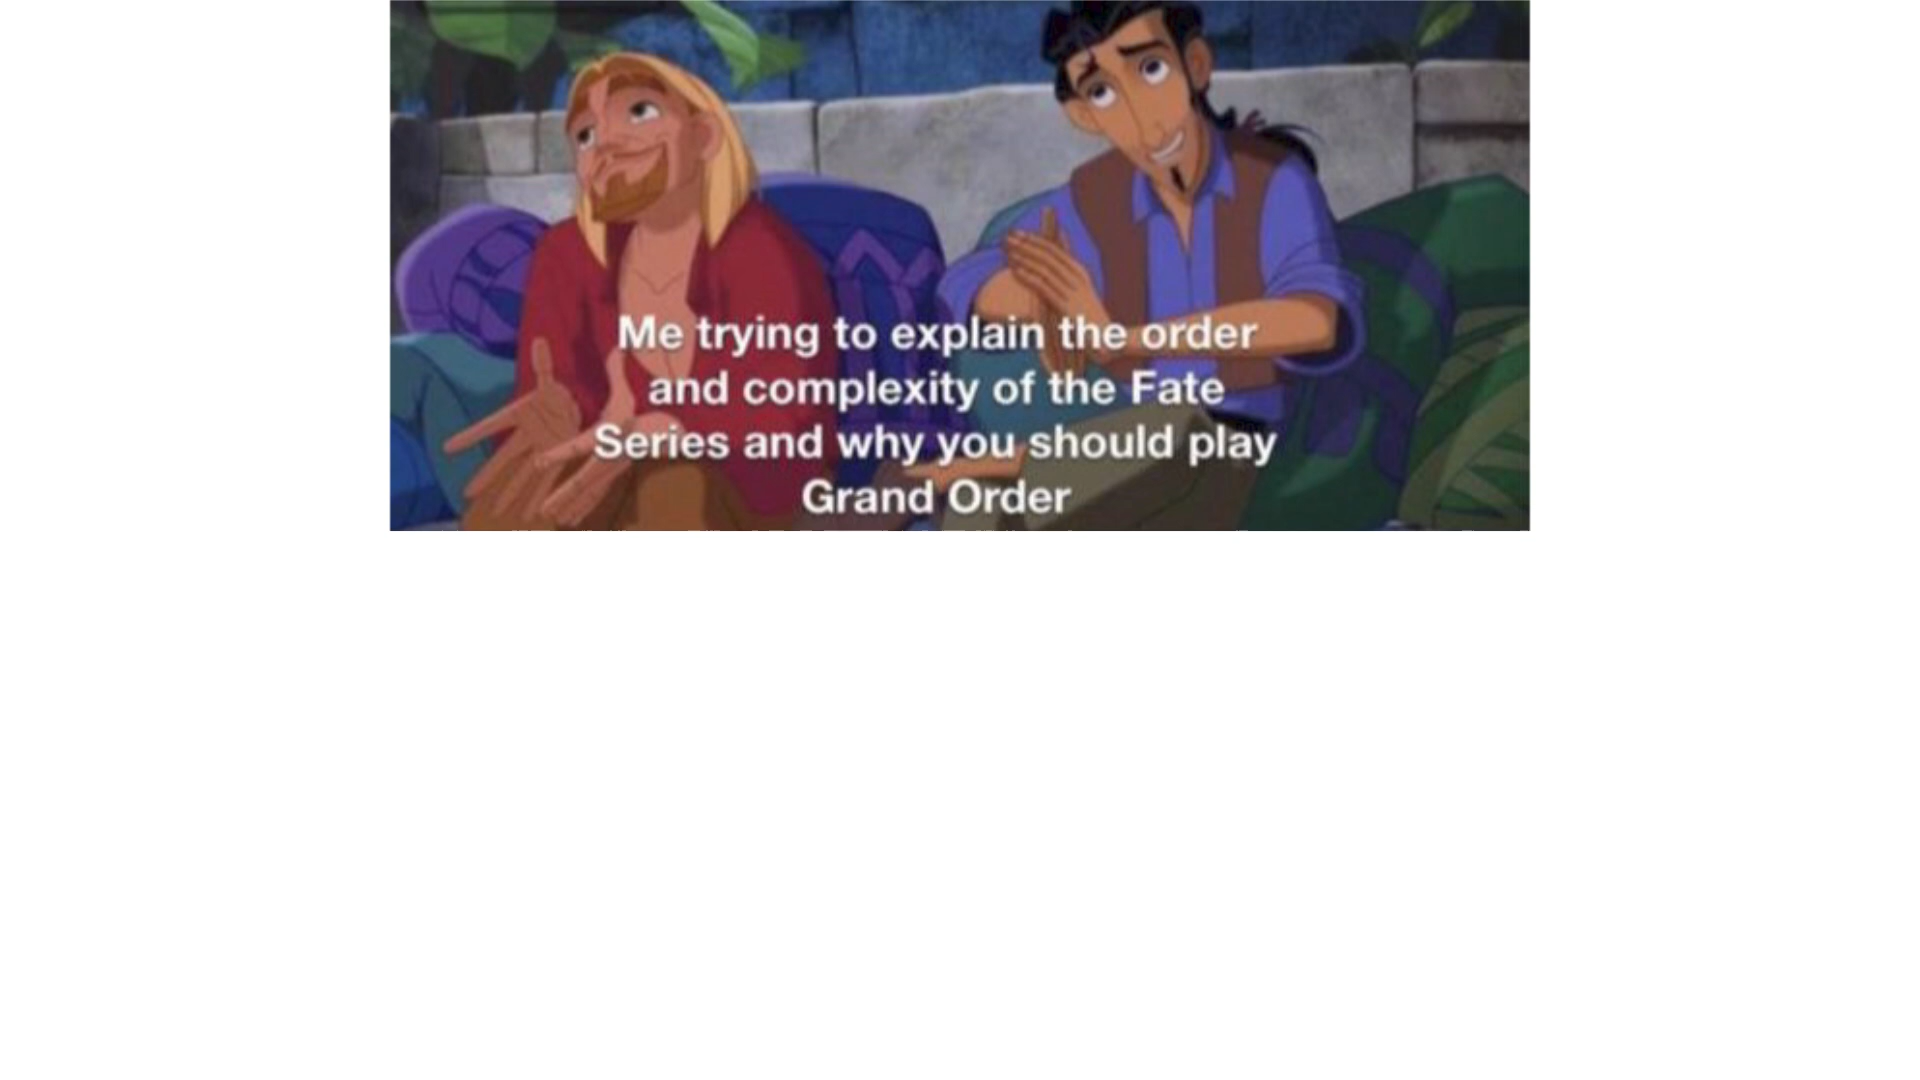 Me trying to explain the order
and complexity of the Fate
Series and why you should play
Grand Order